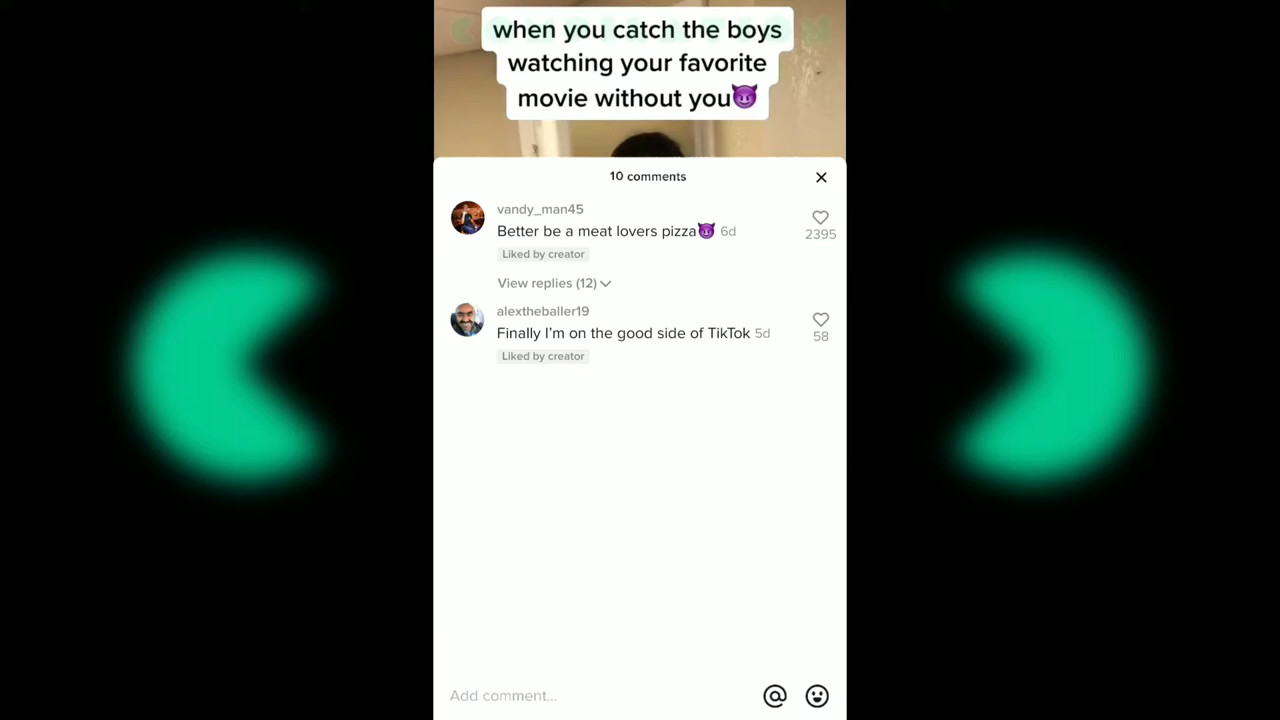 when you catch the boys
watching your favorite
movie without you😈
10 comments
vandy_man45
Better be a meat lovers pizza😈 6d
2395
Liked by creator
View replies (12)
alextheballer19
Finally I'm on the good side of TikTok 5d
58
Liked by creator
Add comment...